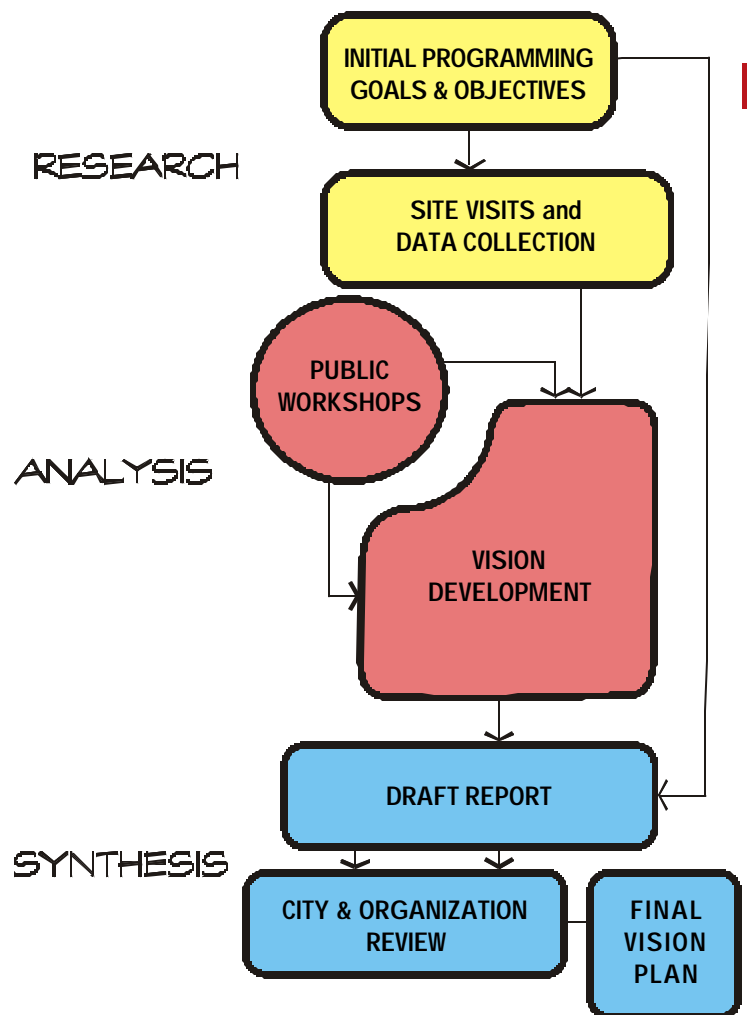 INITIAL PROGRAMMING
GOALS & OBJECTIVES
RESEARCH
SITE VISITS and
DATA COLLECTION
PUBLIC
WORKSHOPS
ANALYSIS
VISION
DEVELOPMENT
DRAFT REPORT
SYNTHESIS
CITY & ORGANIZATION
REVIEW
FINAL
VISION
PLAN